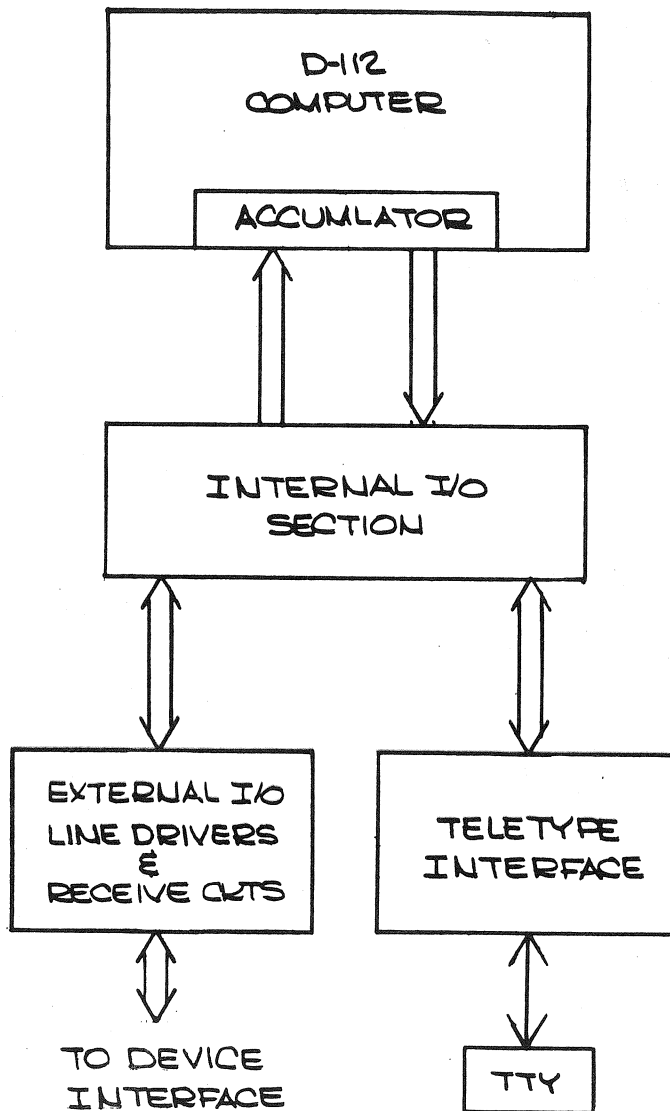 D-112
COMPUTER
ACCUMLATOR
INTERNAL I/O
SECTION
EXTERNAL I/O
LINE DRIVERS
&
RECEIVE CKTS
TELETYPE
INTERFACE
TO DEVICE
INTERFACE
TTY